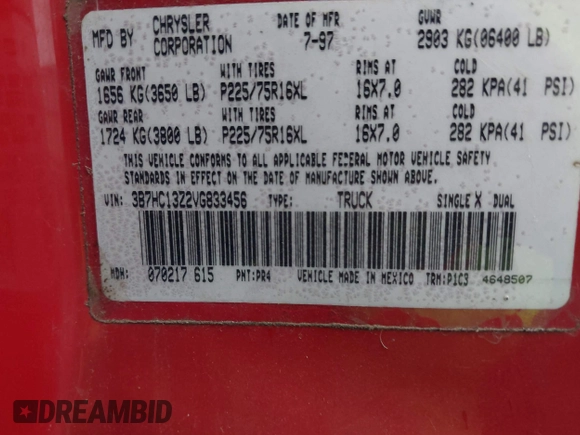 MFD BY CHRYSLER CORPORATION DATE OF MFR 7-97 GVWR 2903 KG(06400 LB)
GAWR FRONT WITH TIRES RIMS AT COLD
1656 KG(3650 LB) P225/75R16XL 16X7.0 282 KPA(41 PSI)
GAWR REAR WITH TIRES RIMS AT COLD
1724 KG(3800 LB) P225/75R16XL 16X7.0 282 KPA(41 PSI)
THIS VEHICLE CONFORMS TO ALL APPLICABLE FEDERAL MOTOR VEHICLE SAFETY
STANDARDS IN EFFECT ON THE DATE OF MANUFACTURE SHOWN ABOVE.
VIN: 3B7HC13Z2VG833456 TYPE: TRUCK SINGLE X DUAL
MDH: 070217 615 PNT:PR4 VEHICLE MADE IN MEXICO TRM:P1C3 4648507
DREAMBID